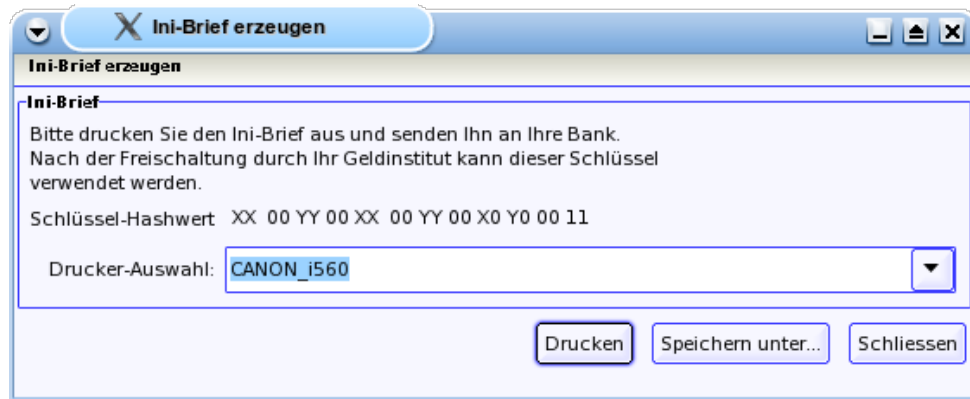 Ini-Brief erzeugen
Ini-Brief erzeugen
Ini-Brief
Bitte drucken Sie den Ini-Brief aus und senden Ihn an Ihre Bank.
Nach der Freischaltung durch Ihr Geldinstitut kann dieser Schlüssel
verwendet werden.
Schlüssel-Hashwert XX 00 YY 00 XX 00 YY 00 X0 Y0 00 11
Drucker-Auswahl: CANON_i560
Drucken Speichern unter... Schliessen